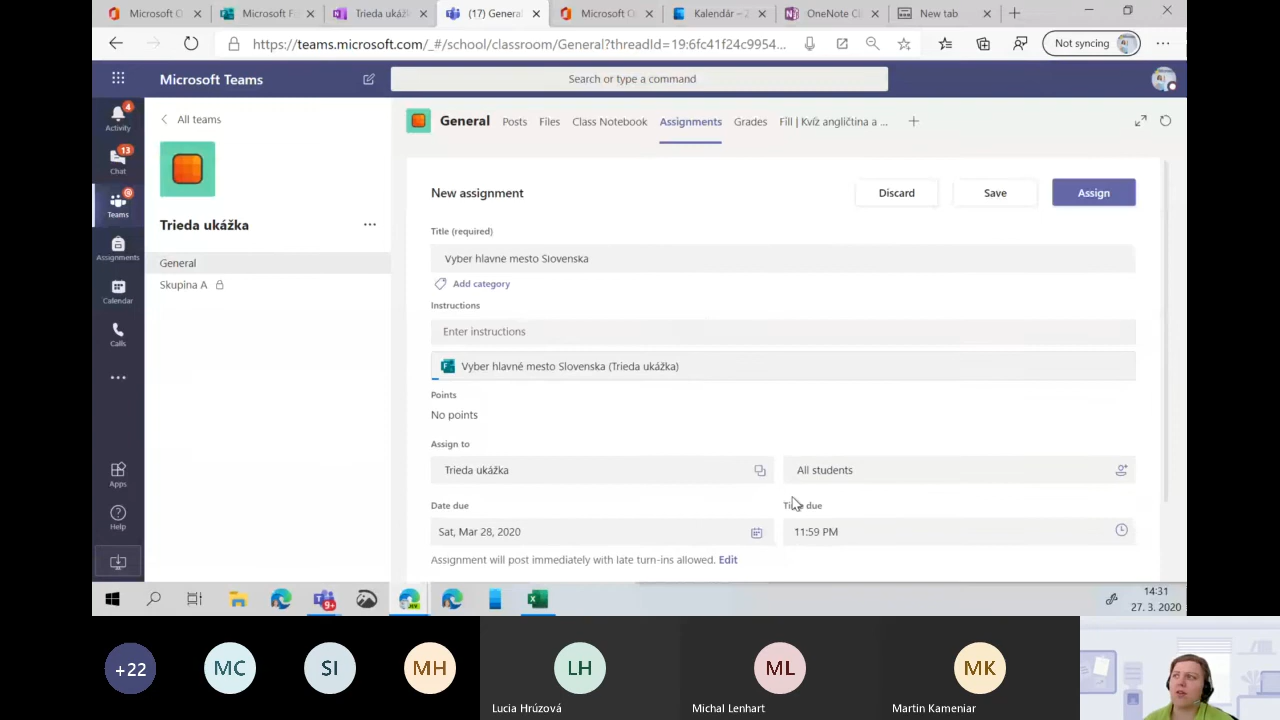 Microsoft O
Microsoft F
Trieda ukáž
(17) General
Microsoft O
Kalendár – 2
OneNote Cl
New tab
https://teams.microsoft.com/_#/school/classroom/General?threadId=19:6fc41f24c9954...
Not syncing
Microsoft Teams
Search or type a command
4
Activity
13
Chat
Teams
Assignments
Calendar
Calls
Apps
Help
All teams
Trieda ukážka
General
Skupina A
General Posts Files Class Notebook Assignments Grades Fill | Kvíz angličtina a ...
New assignment
Discard
Save
Assign
Title (required)
Vyber hlavne mesto Slovenska
Add category
Instructions
Enter instructions
Vyber hlavné mesto Slovenska (Trieda ukážka)
Points
No points
Assign to
Trieda ukážka
All students
Date due
Sat, Mar 28, 2020
11:59 PM
Assignment will post immediately with late turn-ins allowed. Edit
9+
14:31
27. 3. 2020
+22
MC
SI
MH
LH
Lucia Hrúzová
ML
Michal Lenhart
MK
Martin Kameniar